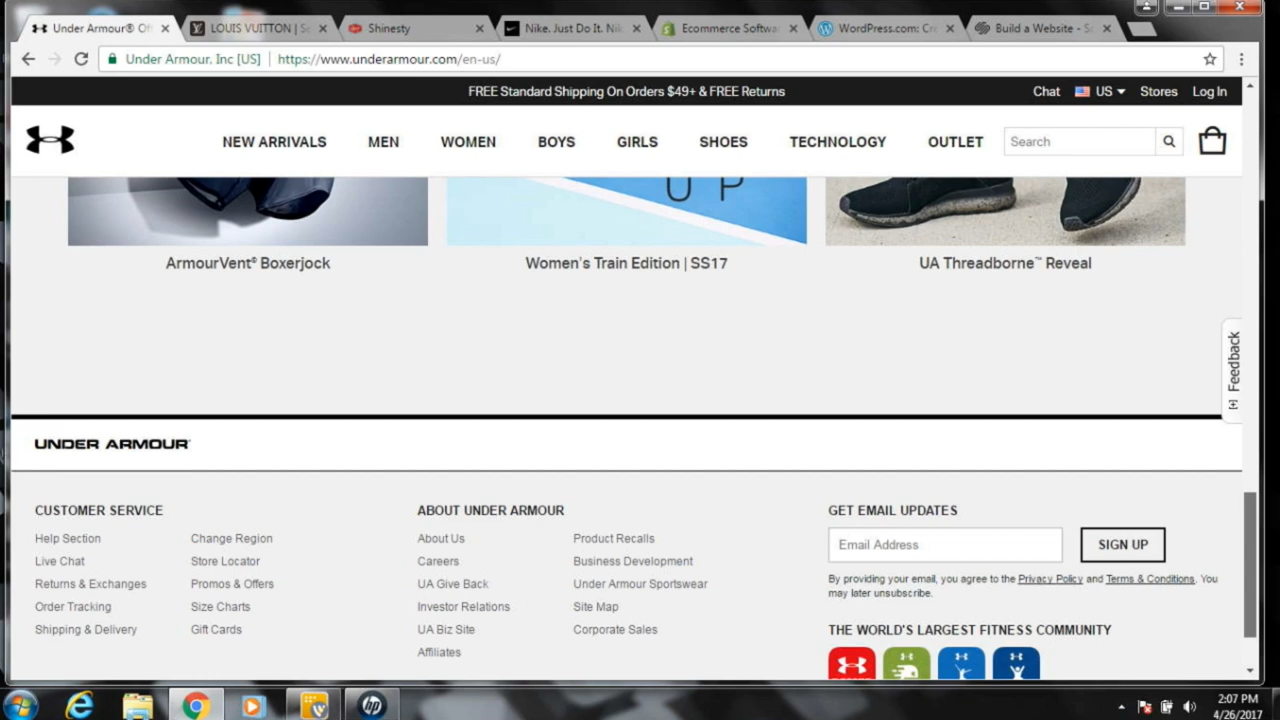 Under Armour® Of
LOUIS VUITTON | Se
Shinesty
Nike. Just Do It. Nik
Ecommerce Softwa
WordPress.com: Cre
Build a Website - S
Under Armour, Inc [US] | https://www.underarmour.com/en-us/
FREE Standard Shipping On Orders $49+ & FREE Returns
Chat US Stores Log In
NEW ARRIVALS MEN WOMEN BOYS GIRLS SHOES TECHNOLOGY OUTLET Search
UP
ArmourVent® Boxerjock
Women's Train Edition | SS17
UA Threadborne™ Reveal
[+] Feedback
UNDER ARMOUR
CUSTOMER SERVICE
Help Section
Live Chat
Returns & Exchanges
Order Tracking
Shipping & Delivery
Change Region
Store Locator
Promos & Offers
Size Charts
Gift Cards
ABOUT UNDER ARMOUR
About Us
Careers
UA Give Back
Investor Relations
UA Biz Site
Affiliates
Product Recalls
Business Development
Under Armour Sportswear
Site Map
Corporate Sales
GET EMAIL UPDATES
Email Address
SIGN UP
By providing your email, you agree to the Privacy Policy and Terms & Conditions. You
may later unsubscribe.
THE WORLD'S LARGEST FITNESS COMMUNITY
hp
2:07 PM
4/26/2017